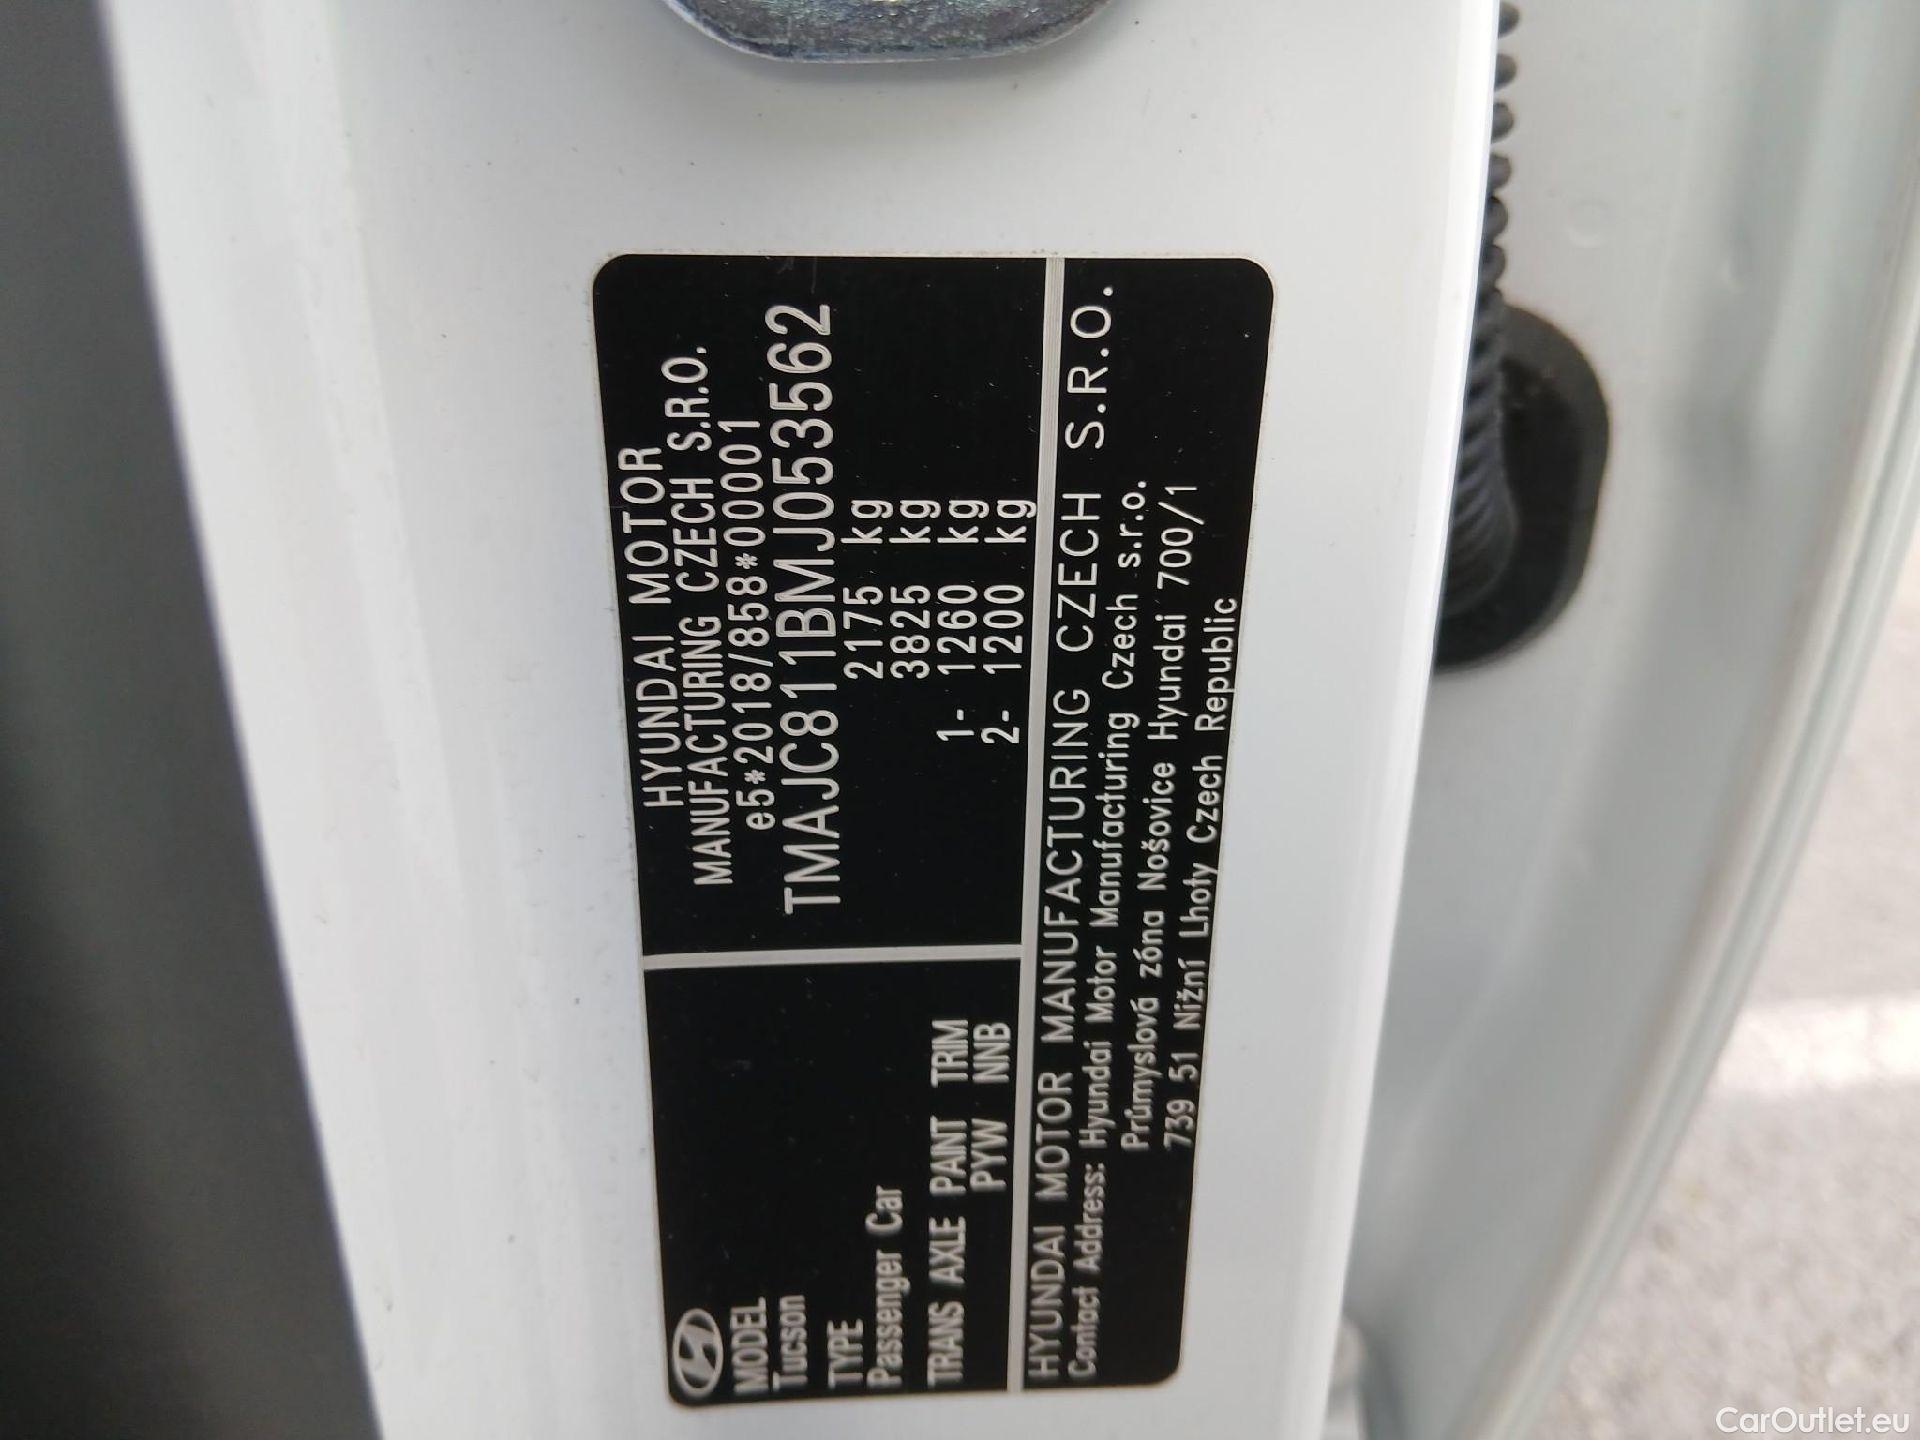 HYUNDAI MOTOR
MANUFACTURING CZECH S.R.O.
e5*2018/858*00001
TMAJC811BMJ053562
2175 kg
3825 kg
1- 1260 kg
2- 1200 kg
MODEL
Tucson
TYPE
Passenger Car
TRANS AXLE PAINT TRIM
PYW NNB
HYUNDAI MOTOR MANUFACTURING CZECH S.R.O.
Contact Address: Hyundai Motor Manufacturing Czech s.r.o.
Průmyslová zóna Nošovice Hyundai 700/1
739 51 Nižní Lhoty Czech Republic
CarOutlet.eu